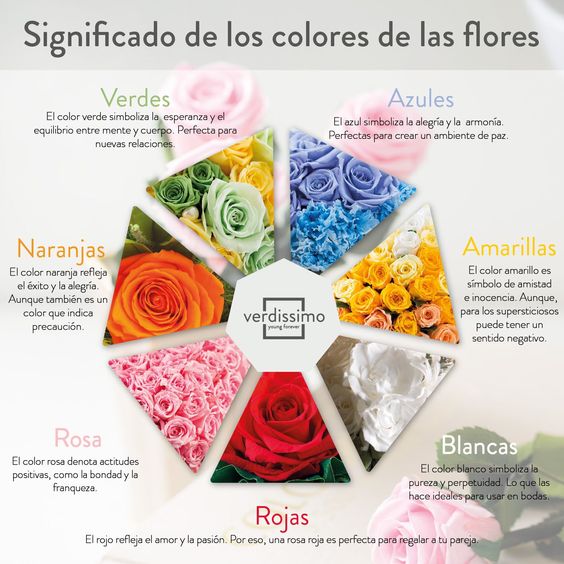 Significado de los colores de las flores
Verdes
El color verde simboliza la esperanza y el
equilibrio entre mente y cuerpo. Perfecta para
nuevas relaciones.
Azules
El azul simboliza la alegría y la armonía.
Perfectas para crear un ambiente de paz.
Naranjas
El color naranja refleja
el éxito y la alegría.
Aunque también es un
color que indica
precaución.
Amarillas
El color amarillo es
símbolo de amistad
e inocencia. Aunque,
para los supersticiosos
puede tener un
sentido negativo.
verdissimo
young forever
Rosa
El color rosa denota actitudes
positivas, como la bondad y la
franqueza.
Blancas
El color blanco simboliza la
pureza y perpetuidad. Lo que las
hace ideales para usar en bodas.
Rojas
El rojo refleja el amor y la pasión. Por eso, una rosa roja es perfecta para regalar a tu pareja.